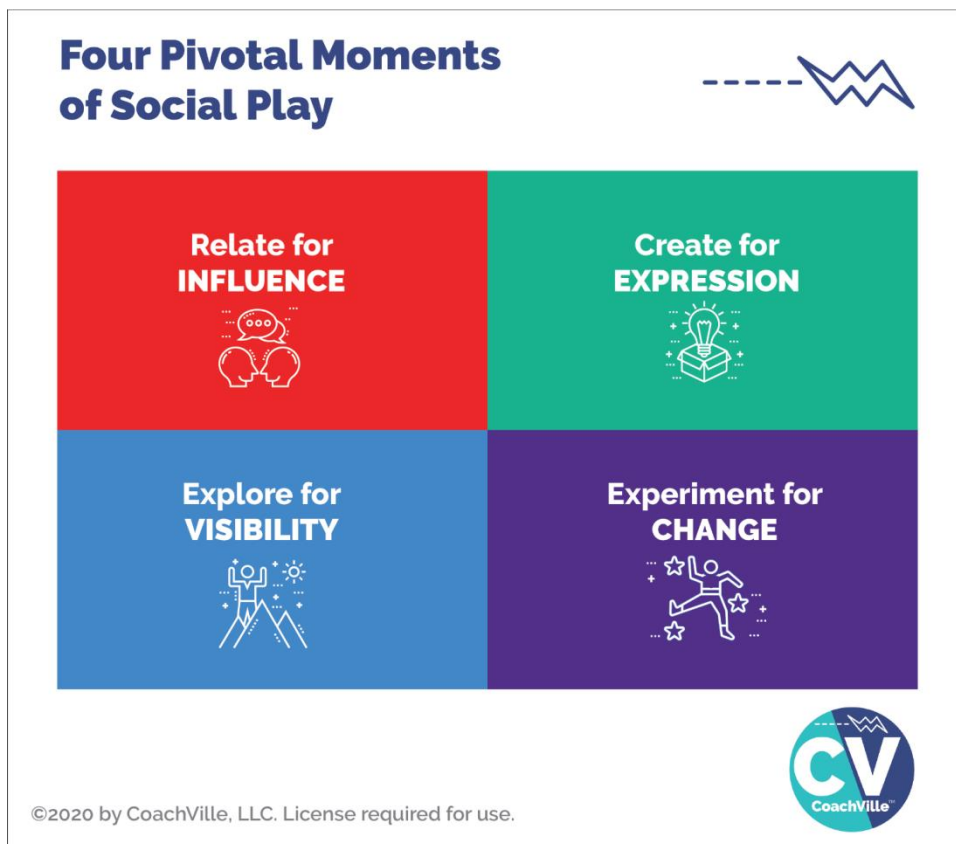 Four Pivotal Moments
of Social Play
Relate for
INFLUENCE
Create for
EXPRESSION
Explore for
VISIBILITY
Experiment for
CHANGE
CV
CoachVille™
©2020 by CoachVille, LLC. License required for use.